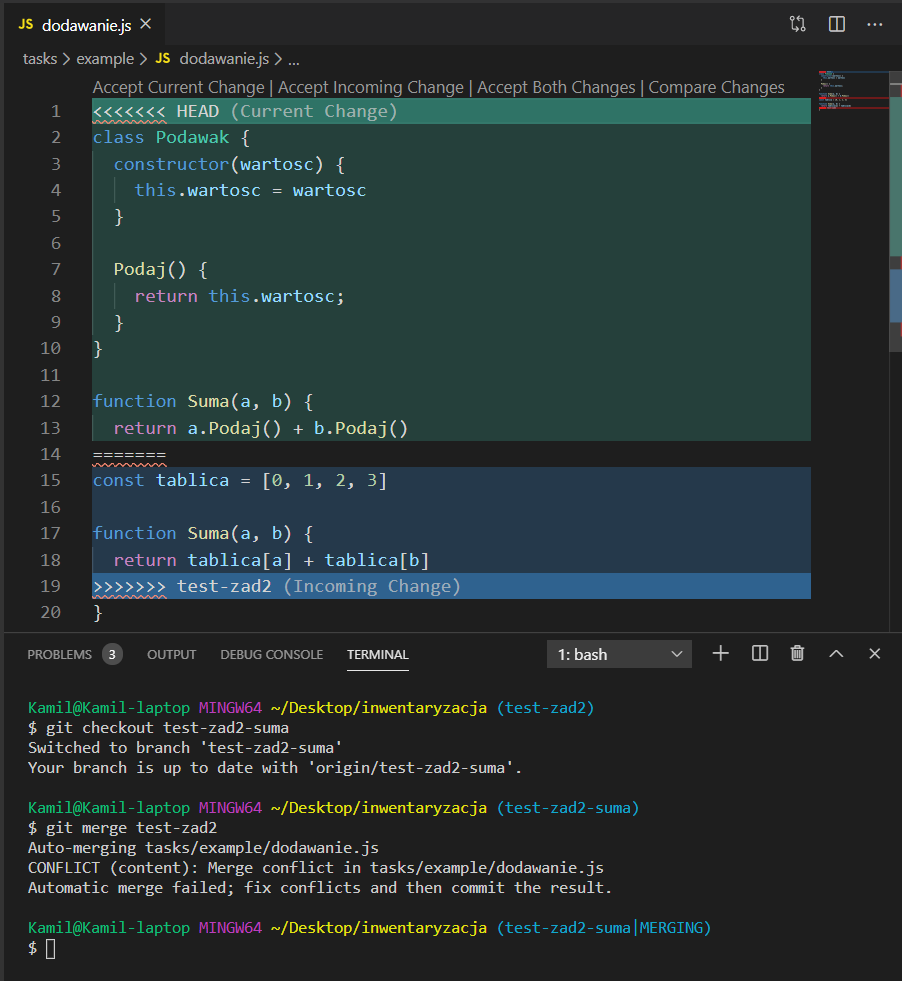 JS dodawanie.js
tasks > example > JS dodawanie.js > ...
Accept Current Change | Accept Incoming Change | Accept Both Changes | Compare Changes
1 <<<<<<< HEAD (Current Change)
2 class Podawak {
3 constructor(wartosc) {
4 this.wartosc = wartosc
5 }
6
7 Podaj() {
8 return this.wartosc;
9 }
10 }
11
12 function Suma(a, b) {
13 return a.Podaj() + b.Podaj()
14 =======
15 const tablica = [0, 1, 2, 3]
16
17 function Suma(a, b) {
18 return tablica[a] + tablica[b]
19 >>>>>>> test-zad2 (Incoming Change)
20 }
PROBLEMS 3 OUTPUT DEBUG CONSOLE TERMINAL 1: bash
Kamil@Kamil-laptop MINGW64 ~/Desktop/inwentaryzacja (test-zad2)
$ git checkout test-zad2-suma
Switched to branch 'test-zad2-suma'
Your branch is up to date with 'origin/test-zad2-suma'.
Kamil@Kamil-laptop MINGW64 ~/Desktop/inwentaryzacja (test-zad2-suma)
$ git merge test-zad2
Auto-merging tasks/example/dodawanie.js
CONFLICT (content): Merge conflict in tasks/example/dodawanie.js
Automatic merge failed; fix conflicts and then commit the result.
Kamil@Kamil-laptop MINGW64 ~/Desktop/inwentaryzacja (test-zad2-suma|MERGING)
$